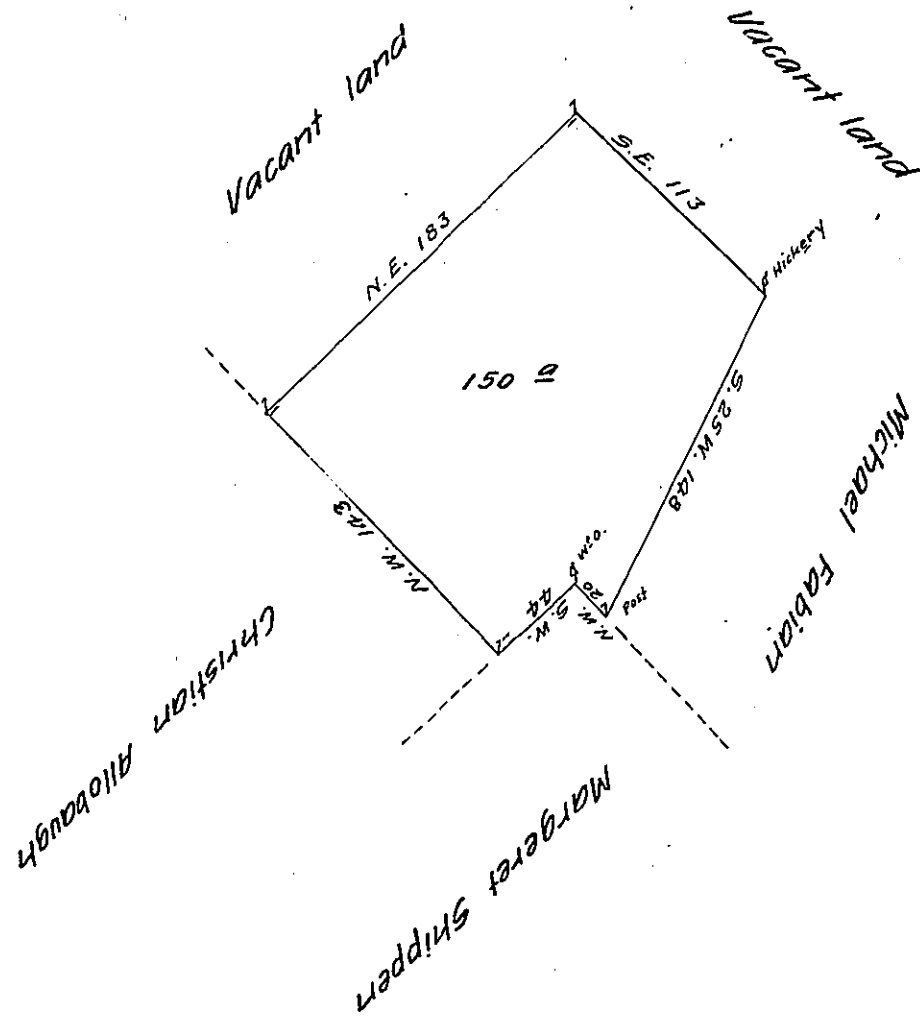 Vacant land
Vacant land
S.E. 113
N.E. 183
Hickery
150 a
S. 25 W. 148
Michael Fabian
N.W. 143
W.O.
S.W. 44
N.W. 20
Post
Christian Allobaugh
Margeret Shippen